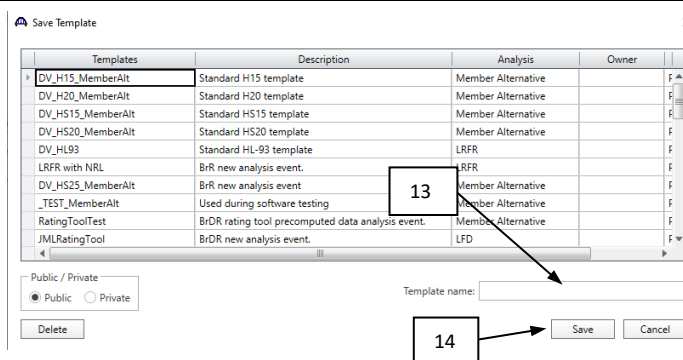 Save Template
Templates Description Analysis Owner
DV_H15_MemberAlt Standard H15 template Member Alternative
DV_H20_MemberAlt Standard H20 template Member Alternative
DV_HS15_MemberAlt Standard HS15 template Member Alternative
DV_HS20_MemberAlt Standard HS20 template Member Alternative
DV_HL93 Standard HL-93 template LRFR
LRFR with NRL BrR new analysis event. LRFR
DV_HS25_MemberAlt BrR new analysis event Member Alternative
_TEST_MemberAlt Used during software testing Member Alternative
RatingToolTest BrDR rating tool precomputed data analysis event. Member Alternative
JMLRatingTool BrDR new analysis event. LFD
13
Public / Private
Public Private
Template name:
Delete Save Cancel
14